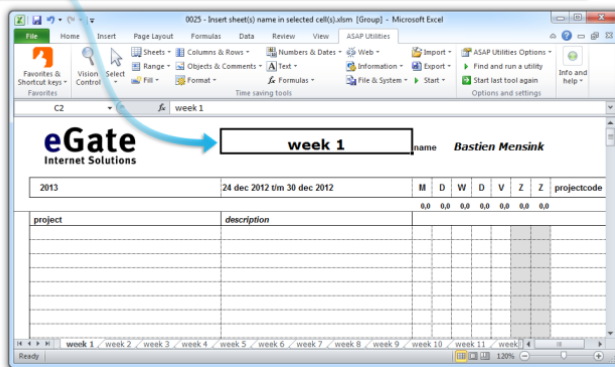 0025 - Insert sheet(s) name in selected cell(s).xlsm [Group] - Microsoft Excel
File Home Insert Page Layout Formulas Data Review View ASAP Utilities
Favorites & Shortcut keys
Vision Control
Select
Sheets Columns & Rows Numbers & Dates Web Import ASAP Utilities Options
Range Objects & Comments Text Information Export Find and run a utility
Fill Format Formulas File & System Start Start last tool again
Info and help
Favorites Time saving tools Options and settings
C2 fx week 1
eGate
Internet Solutions
week 1
name Bastien Mensink
2013 24 dec 2012 t/m 30 dec 2012 M D W D V Z Z projectcode
0,0 0,0 0,0 0,0 0,0 0,0 0,0
project description
week 1 week 2 week 3 week 4 week 5 week 6 week 7 week 8 week 9 week 10 week 11 week
Ready 120%